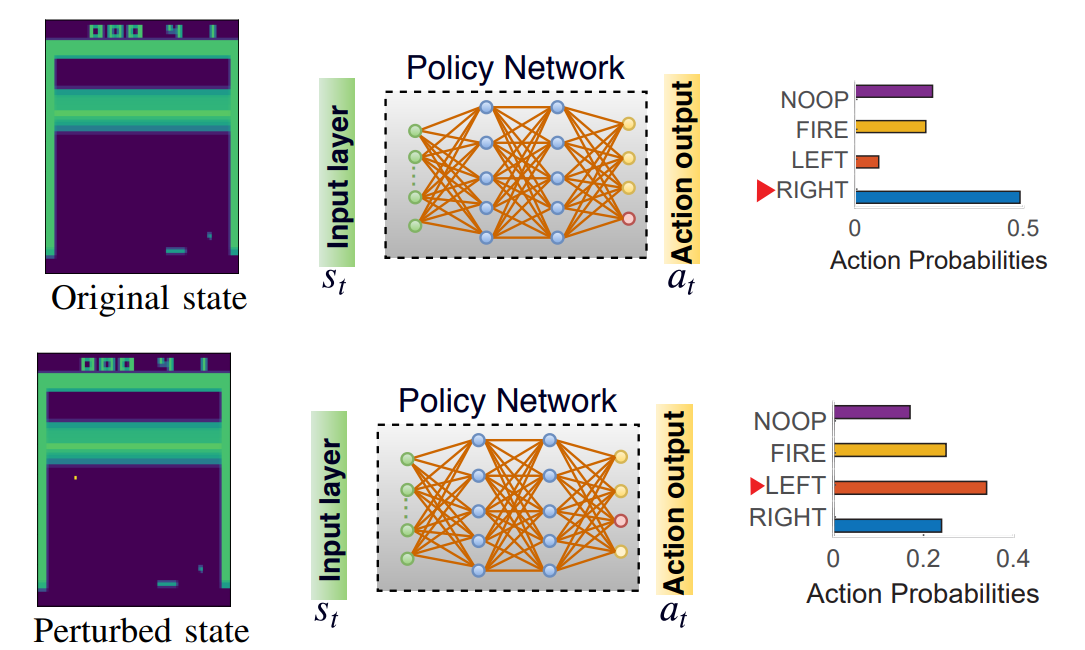 000 4 1
Policy Network
Input layer
Action output
s_t
a_t
NOOP
FIRE
LEFT
RIGHT
0 0.5
Action Probabilities
Original state
000 4 1
Policy Network
Input layer
Action output
s_t
a_t
NOOP
FIRE
LEFT
RIGHT
0 0.2 0.4
Action Probabilities
Perturbed state